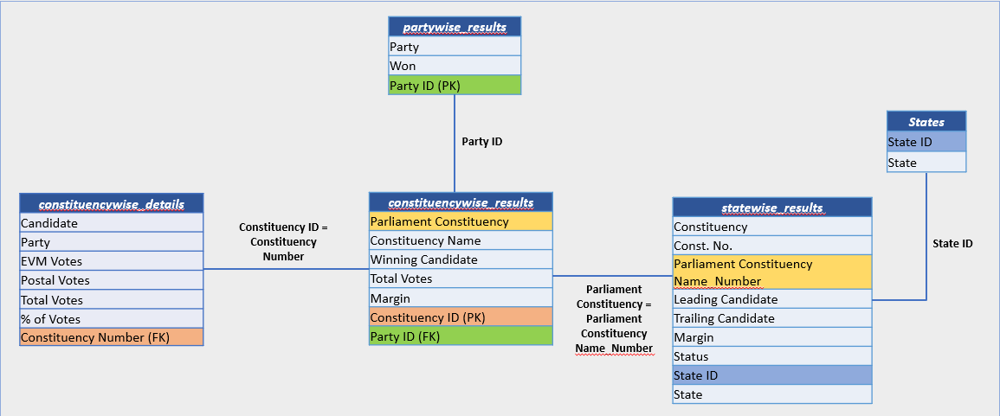 partywise_results
Party
Won
Party ID (PK)
Party ID
States
State ID
State
State ID
constituencywise_details
Candidate
Party
EVM Votes
Postal Votes
Total Votes
% of Votes
Constituency Number (FK)
Constituency ID =
Constituency
Number
constituencywise_results
Parliament Constituency
Constituency Name
Winning Candidate
Total Votes
Margin
Constituency ID (PK)
Party ID (FK)
Parliament
Constituency =
Parliament
Constituency
Name_Number
statewise_results
Constituency
Const. No.
Parliament Constituency
Name_Number
Leading Candidate
Trailing Candidate
Margin
Status
State ID
State